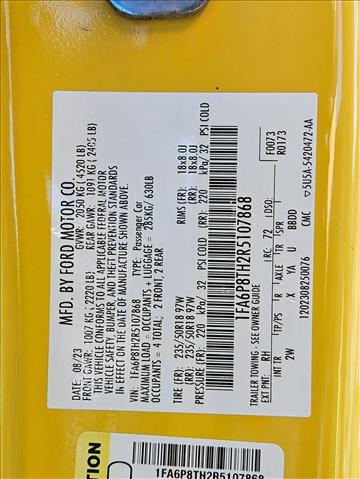 MFD. BY FORD MOTOR CO.
DATE: 08/23 GVWR: 2050 KG ( 4520 LB)
FRONT GAWR: 1007 KG ( 2220 LB) REAR GAWR: 1091 KG ( 2405 LB)
THIS VEHICLE CONFORMS TO ALL APPLICABLE FEDERAL MOTOR
VEHICLE SAFETY, BUMPER, AND THEFT PREVENTION STANDARDS
IN EFFECT ON THE DATE OF MANUFACTURE SHOWN ABOVE.
VIN: 1FA6P8TH2R5107868 TYPE: Passenger Car
MAXIMUM LOAD = OCCUPANTS + LUGGAGE = 285KG/ 630LB
OCCUPANTS = 4 TOTAL; 2 FRONT; 2 REAR
TIRE (FR): 235/50R18 97W RIMS (FR): 18x8.0J
TIRE (RR): 235/50R18 97W (RR): 18x8.0J
PRESSURE (FR): 220 kPa/ 32 PSI COLD (RR): 220 kPa/ 32 PSI COLD
1FA6P8TH2R5107868
TRAILER TOWING - SEE OWNER GUIDE
F0073
R0173
EXT PNT: RH RC: 72 DSO:
INT TR TP/PS R AXLE TR
2W X YA U BBDD
1202308250076 CMC 5U5A-5420472-AA
1FA6P8TH2R5107868